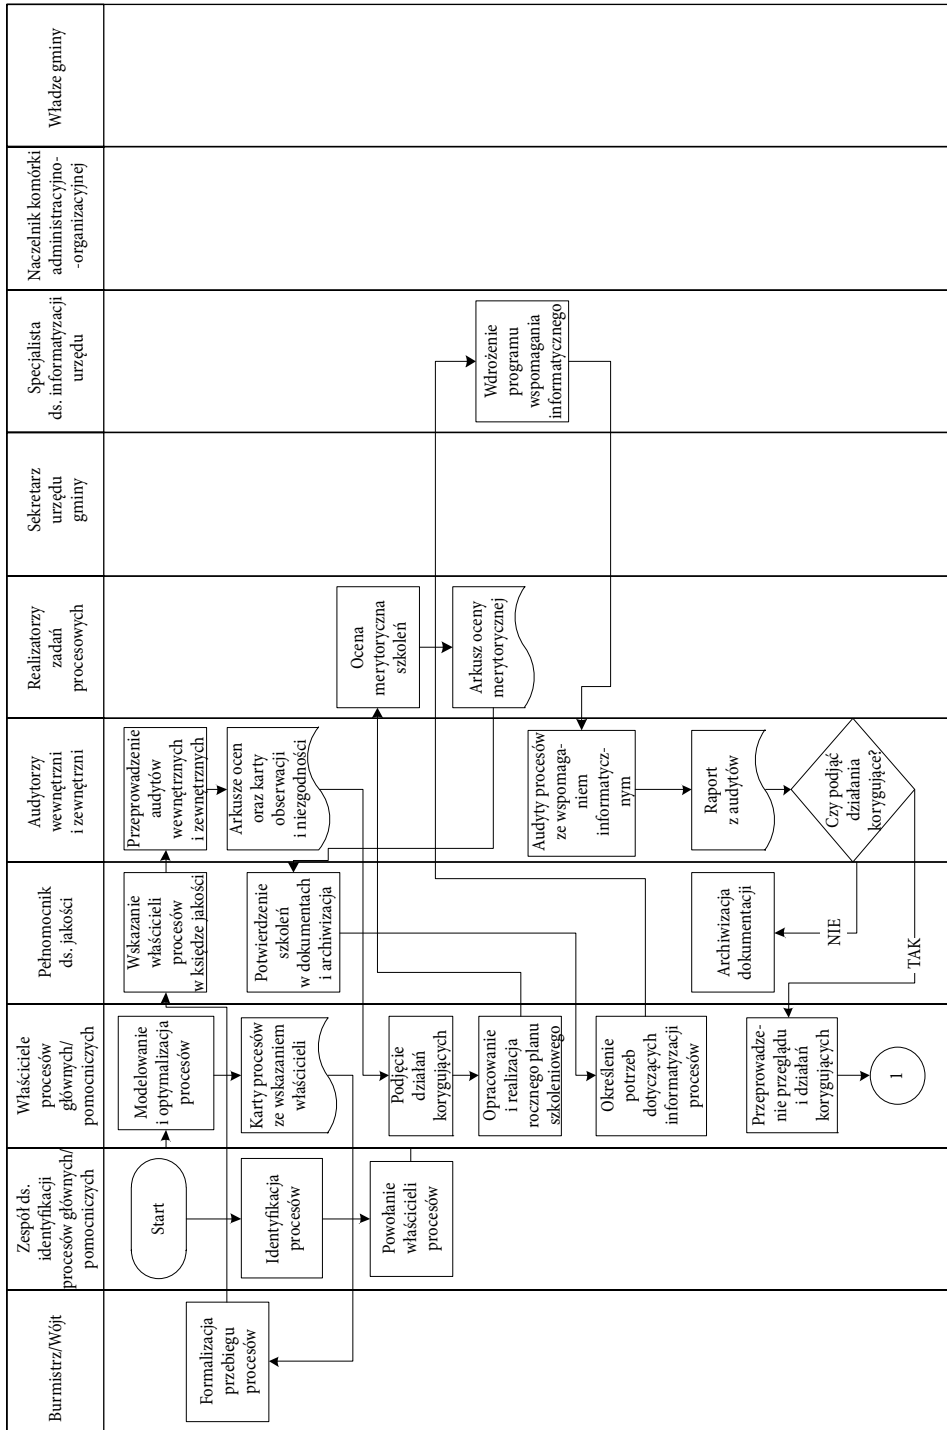 Burmistrz/Wójt
Zespół ds.
identyfikacji
procesów głównych/
pomocniczych
Właściciele
procesów
głównych/
pomocniczych
Pełnomocnik
ds. jakości
Audytorzy
wewnętrzni
i zewnętrzni
Realizatorzy
zadań
procesowych
Sekretarz
urzędu
gminy
Specjalista
ds. informatyzacji
urzędu
Naczelnik komórki
administracyjno-
-organizacyjnej
Władze gminy
Start
Identyfikacja
procesów
Powołanie
właścicieli
procesów
Modelowanie
i optymalizacja
procesów
Karty procesów
ze wskazaniem
właścicieli
Formalizacja
przebiegu
procesów
Wskazanie
właścicieli
procesów
w księdze jakości
Przeprowadzenie
audytów
wewnętrznych
i zewnętrznych
Arkusze ocen
oraz karty
obserwacji
i niezgodności
Podjęcie
działań
korygujących
Opracowanie
i realizacja
rocznego planu
szkoleniowego
Ocena
merytoryczna
szkoleń
Arkusz oceny
merytorycznej
Potwierdzenie
szkoleń
w dokumentach
i archiwizacja
Określenie
potrzeb
dotyczących
informatyzacji
procesów
Wdrożenie
programu
wspomagania
informatycznego
Audyty procesów
ze wspomaga-
niem
informatycz-
nym
Raport
z audytów
Czy podjąć
działania
korygujące?
NIE
TAK
Archiwizacja
dokumentacji
Przeprowadze-
nie przeglądu
i działań
korygujących
1